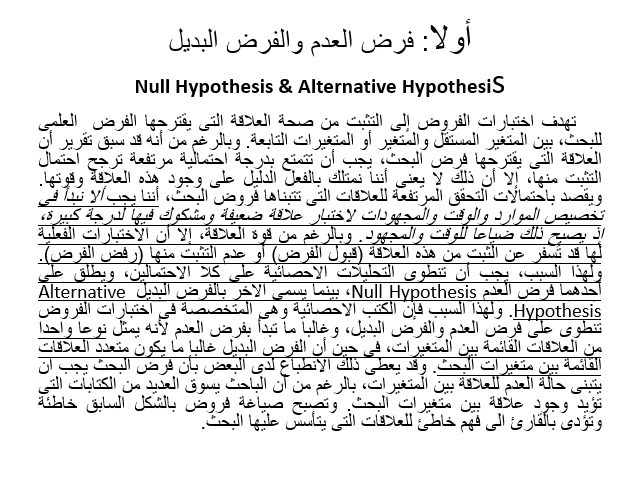 أولا: فرض العدم والفرض البديل
Null Hypothesis & Alternative HypothesiS
تهدف اختبارات الفروض إلى التثبت من صحة العلاقة التى يقترحها الفرض العلمى
للبحث، بين المتغير المستقل والمتغير أو المتغيرات التابعة. وبالرغم من أنه قد سبق تقرير أن
العلاقة التى يقترحها فرض البحث، يجب أن تتمتع بدرجة احتمالية مرتفعة ترجح احتمال
التثبت منها، إلا أن ذلك لا يعنى أننا نمتلك بالفعل الدليل على وجود هذه العلاقة وقوتها.
ويقصد باحتمالات التحقق المرتفعة للعلاقات التى تتبناها فروض البحث، أننا يجب ألا نبدأ فى
تخصيص الموارد والوقت والمجهودات لاختبار علاقة ضعيفة ومشكوك فيها لدرجة كبيرة،
إذ يصبح ذلك ضياعا للوقت والمجهود. وبالرغم من قوة العلاقة، إلا أن الاختبارات الفعلية
لها قد تسفر عن الثبت من هذه العلاقة (قبول الفرض) أو عدم التثبت منها (رفض الفرض).
ولهذا السبب، يجب أن تنطوى التحليلات الاحصائية على كلا الاحتمالين، ويطلق على
أحدهما فرض العدم Null Hypothesis، بينما يسمى الآخر بالفرض البديل Alternative
Hypothesis. ولهذا السبب فإن الكتب الاحصائية وهى المتخصصة فى اختبارات الفروض
تنطوى على فرض العدم والفرض البديل، وغالبا ما تبدأ بفرض العدم لأنه يمثل نوعا واحدا
من العلاقات القائمة بين المتغيرات، فى حين أن الفرض البديل غالبا ما يكون متعدد العلاقات
القائمة بين متغيرات البحث. وقد يعطى ذلك الانطباع لدى البعض بأن فرض البحث يجب ان
يتبنى حالة العدم للعلاقة بين المتغيرات، بالرغم من أن الباحث يسوق العديد من الكتابات التى
تؤيد وجود علاقة بين متغيرات البحث. وتصبح صياغة فروض بالشكل السابق خاطئة
وتؤدى بالقارئ الى فهم خاطئ للعلاقات التى يتأسس عليها البحث.